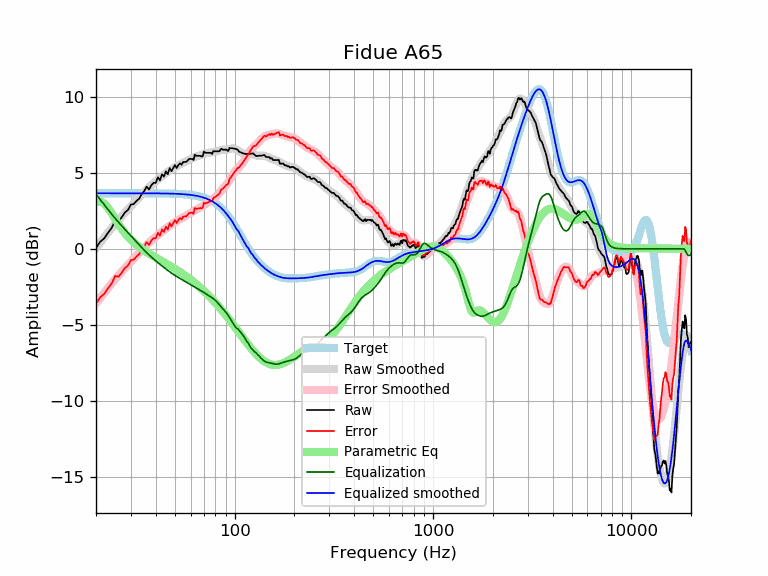 Fidue A65
Amplitude (dBr)
10
5
0
−5
−10
−15
100
1000
10000
Frequency (Hz)
Target
Raw Smoothed
Error Smoothed
Raw
Error
Parametric Eq
Equalization
Equalized smoothed